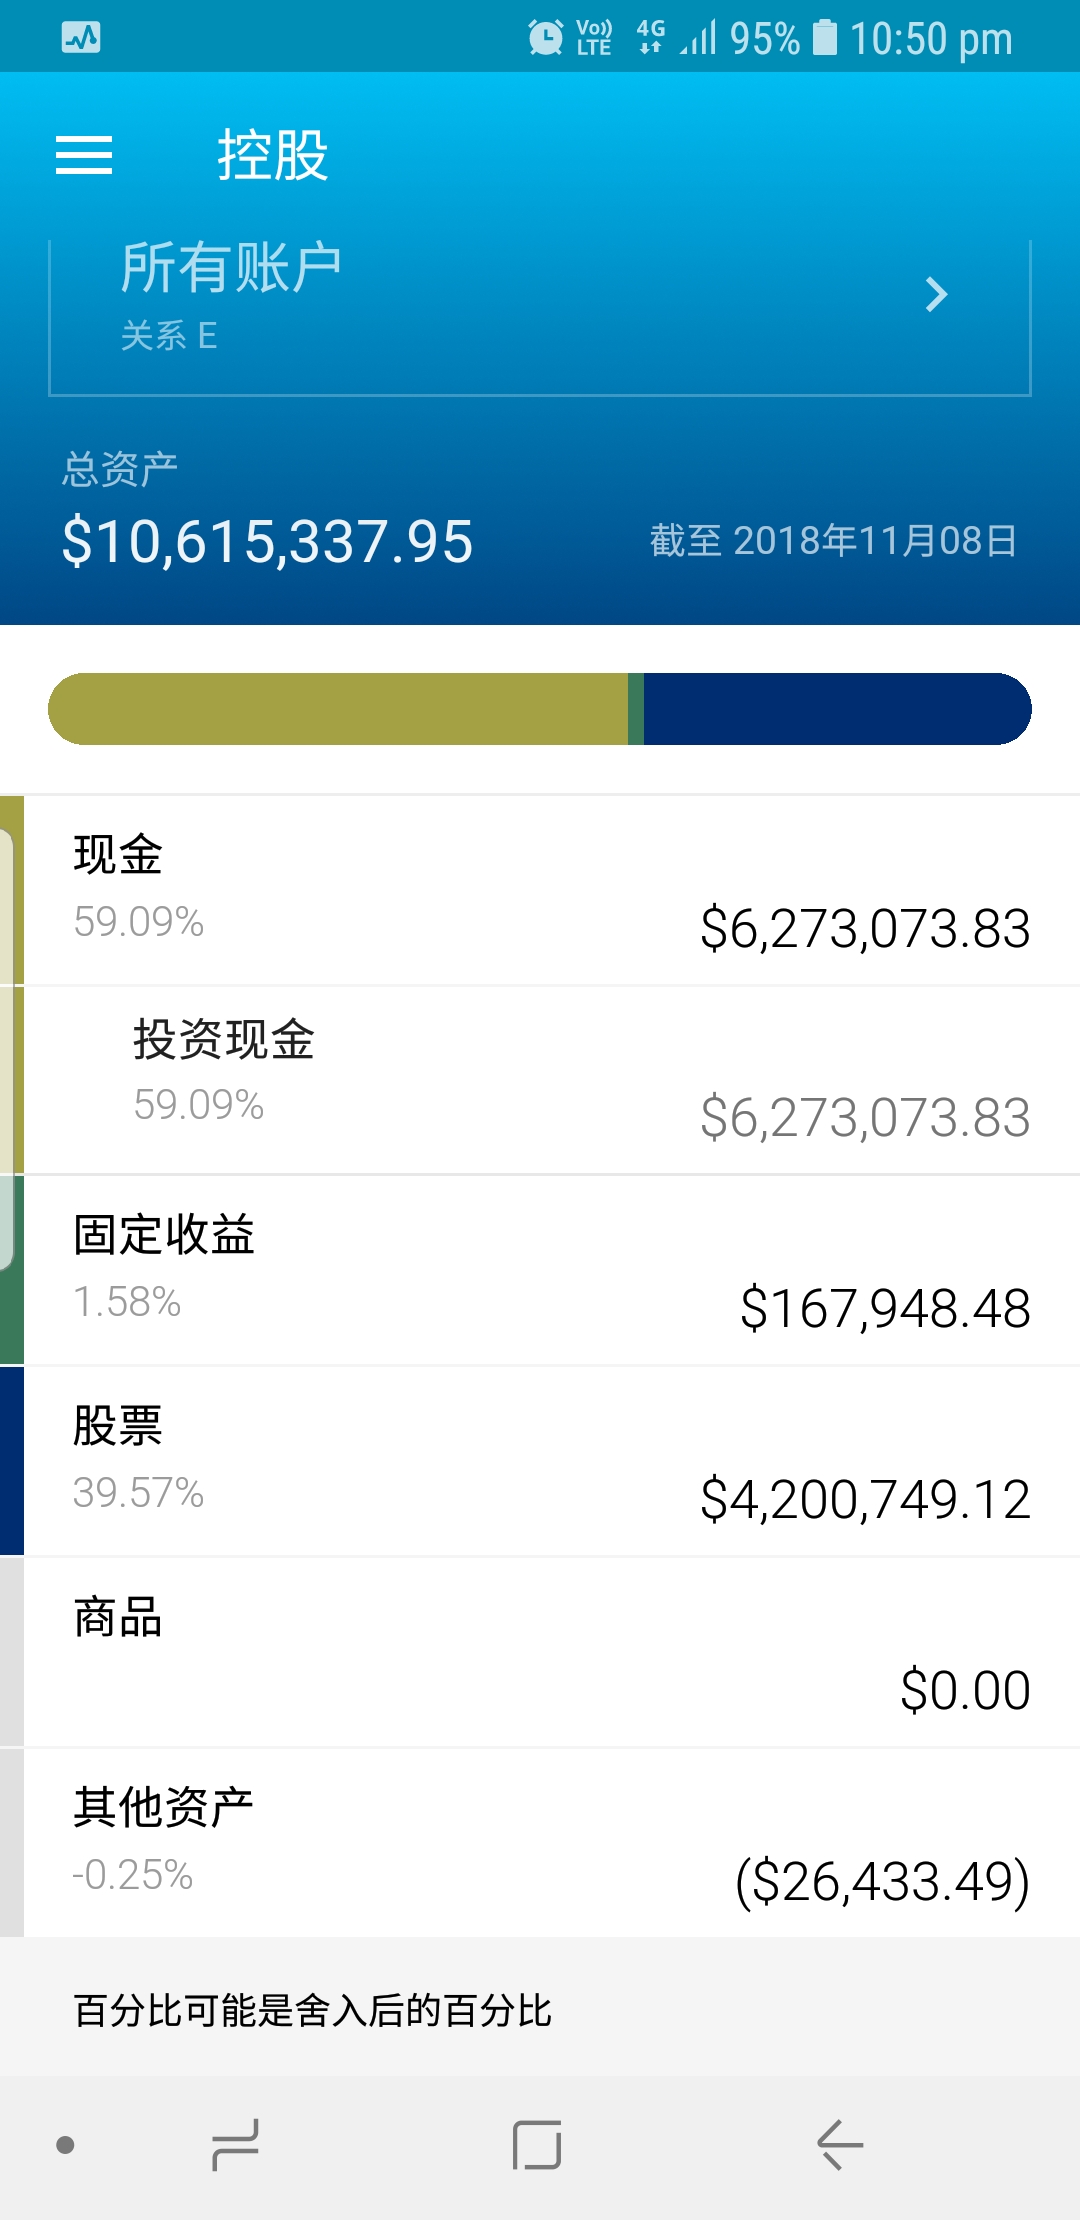 Vo)) LTE 4G 95% 10:50 pm
控股
所有账户
关系 E
总资产
$10,615,337.95
截至 2018年11月08日
现金
59.09%
$6,273,073.83
投资现金
59.09%
$6,273,073.83
固定收益
1.58%
$167,948.48
股票
39.57%
$4,200,749.12
商品
$0.00
其他资产
-0.25%
($26,433.49)
百分比可能是舍入后的百分比